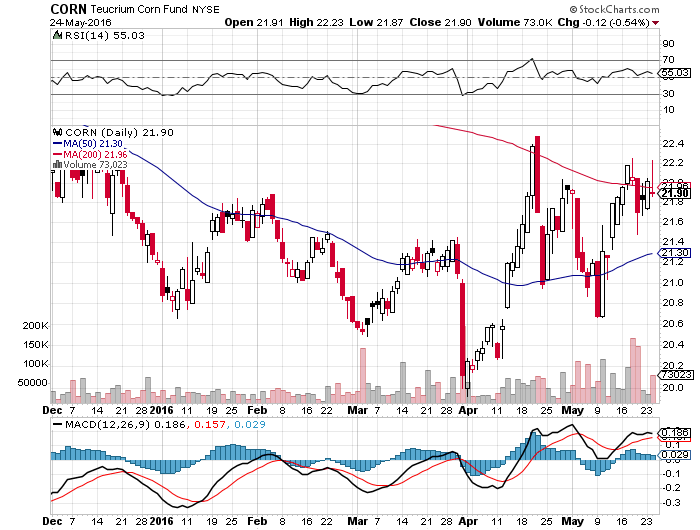 CORN Teucrium Corn Fund NYSE © StockCharts.com
24-May-2016 Open 21.91 High 22.23 Low 21.87 Close 21.90 Volume 73.0K Chg -0.12 (-0.54%)
RSI(14) 55.03
90
70
55.03
50
30
10
CORN (Daily) 21.90
MA(50) 21.30
MA(200) 21.96
Volume 73,023
22.4
22.2
22.0
21.96
21.90
21.8
21.6
21.4
21.30
21.2
21.0
20.8
20.6
20.4
20.2
20.0
200K
150K
100K
50000
73023
Dec 7 14 21 2016 11 19 25 Feb 8 16 22 Mar 7 14 21 Apr 11 18 25 May 9 16 23
MACD(12,26,9) 0.186, 0.157, 0.029
0.186
0.1
0.029
-0.1
-0.2
-0.3
Dec 7 14 21 2016 11 19 25 Feb 8 16 22 Mar 7 14 21 Apr 11 18 25 May 9 16 23